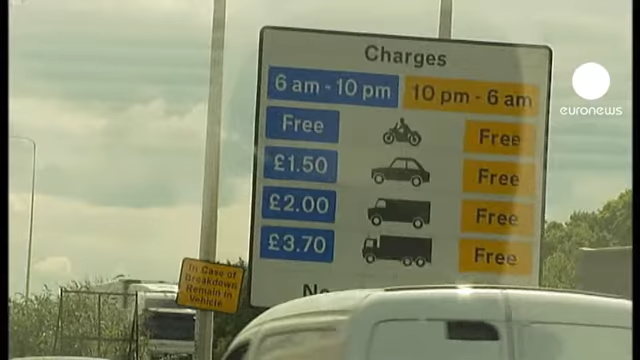 Charges
6 am - 10 pm 10 pm - 6 am
Free Free
£1.50 Free
£2.00 Free
£3.70 Free
No
In Case of
Breakdown
Remain in
Vehicle
euronews